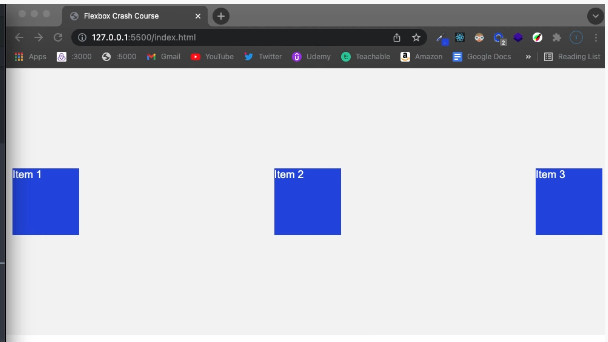 Flexbox Crash Course
127.0.0.1:5500/index.html
Apps :3000 :5000 Gmail YouTube Twitter Udemy Teachable Amazon Google Docs » Reading List
Item 1 Item 2 Item 3